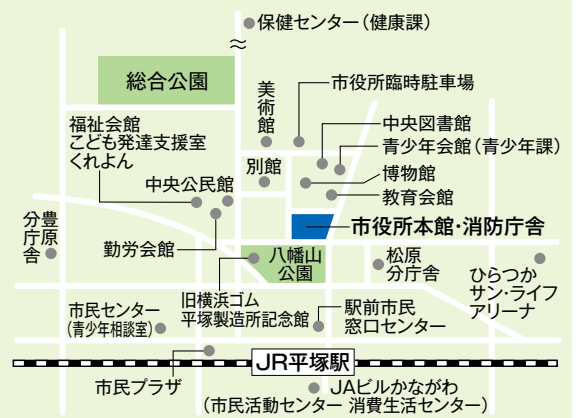 保健センター(健康課)
総合公園
美術館
市役所臨時駐車場
福祉会館
こども発達支援室
くれよん
中央図書館
青少年会館(青少年課)
別館
博物館
中央公民館
教育会館
市役所本館・消防庁舎
豊原分庁舎
勤労会館
八幡山
公園
松原
分庁舎
ひらつか
サン・ライフ
アリーナ
旧横浜ゴム
平塚製造所記念館
市民センター
(青少年相談室)
駅前市民
窓口センター
JR平塚駅
市民プラザ
JAビルかながわ
(市民活動センター 消費生活センター)